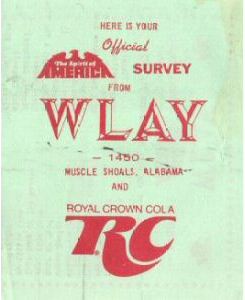 HERE IS YOUR
Official
The Spirit of
AMERICA
SURVEY
FROM
WLAY
- 1450 -
MUSCLE SHOALS, ALABAMA
AND
ROYAL CROWN COLA
RC